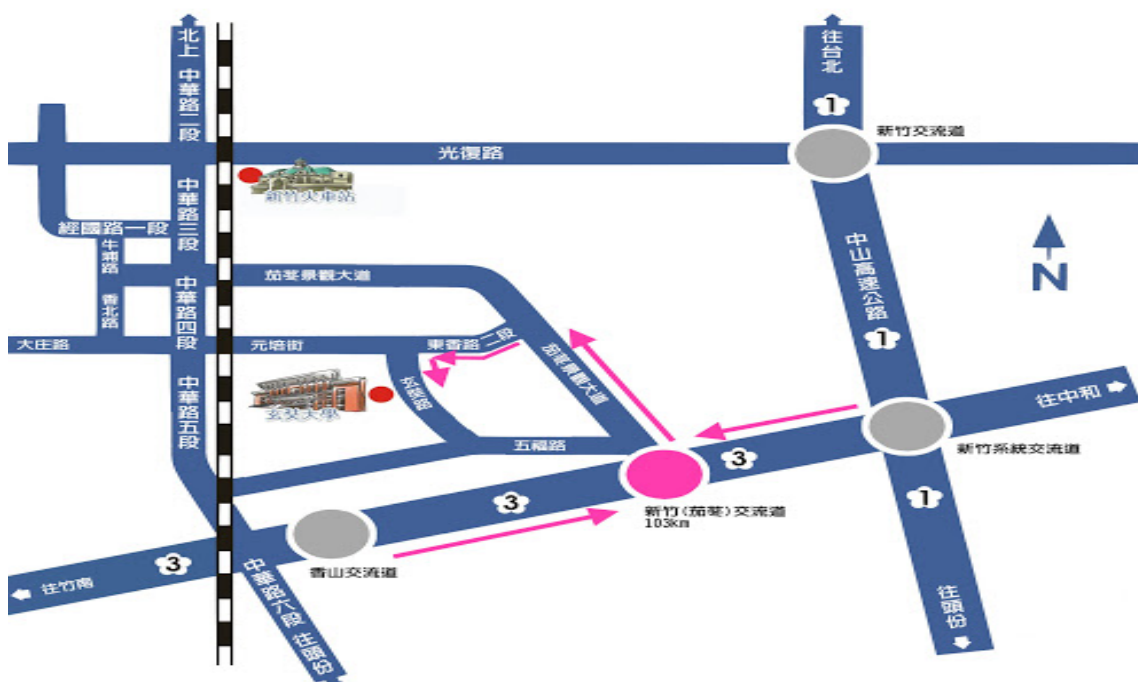 北上
中華路二段
往台北
1
新竹交流道
光復路
新竹火車站
中華路三段
經國路一段
牛埔路
茄苳景觀大道
中山高速公路
N
香北路
中華路四段
大庄路
元培街
東香路二段
茄苳景觀大道
1
玄奘路
玄奘大學
中華路五段
往中和
五福路
3
新竹系統交流道
3
新竹(茄苳)交流道
103km
1
3
香山交流道
往竹南
中華路六段
往頭份
往頭份